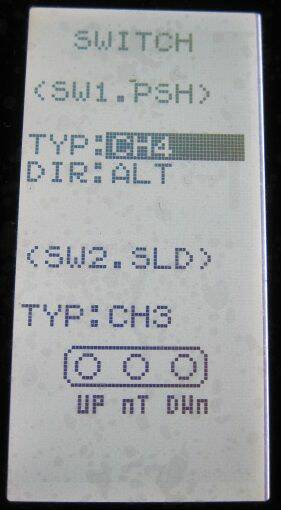 SWITCH
<SW1.PSH>
TYP:CH4
DIR:ALT
<SW2.SLD>
TYP:CH3
UP nT DWn